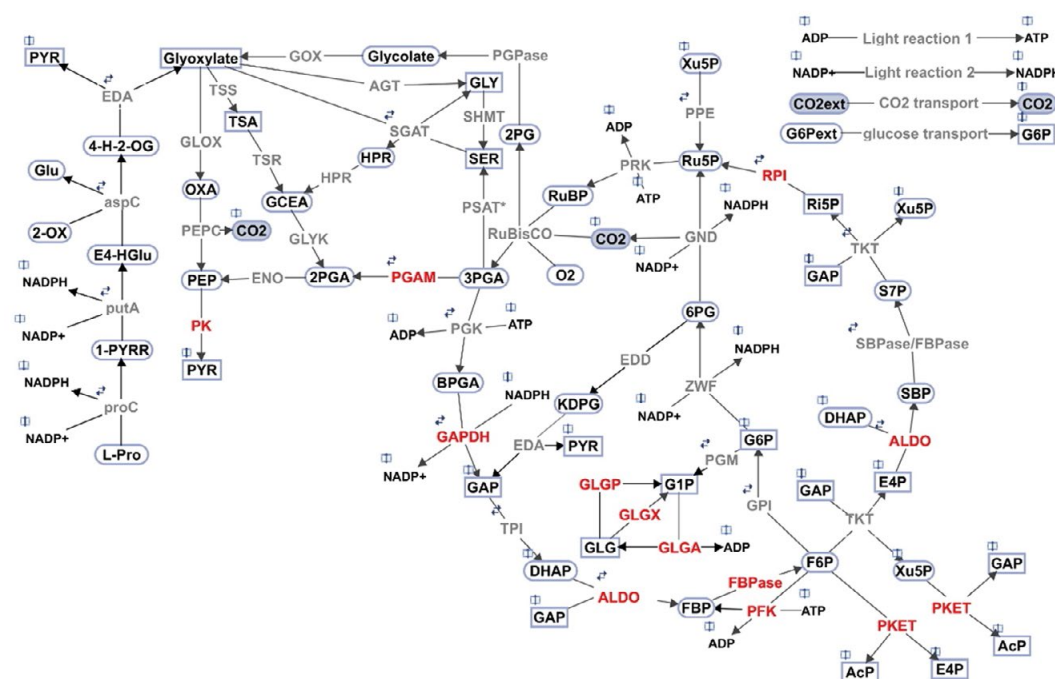 PYR
Glyoxylate
GOX
Glycolate
PGPase
Xu5P
ADP
Light reaction 1
ATP
NADP+
Light reaction 2
NADPH
EDA
TSS
AGT
GLY
CO2ext
CO2 transport
CO2
TSA
SHMT
PPE
G6Pext
glucose transport
G6P
4-H-2-OG
GLOX
SGAT
2PG
ADP
TSR
HPR
SER
PRK
Ru5P
RPI
Glu
OXA
HPR
RuBP
ATP
Ri5P
Xu5P
aspC
GCEA
PSAT*
NADPH
2-OX
PEPC
CO2
GLYK
RuBisCO
CO2
GND
TKT
E4-HGlu
NADP+
GAP
NADPH
PEP
ENO
2PGA
PGAM
3PGA
O2
S7P
putA
6PG
NADP+
PK
ADP
PGK
ATP
SBPase/FBPase
1-PYRR
EDD
NADPH
PYR
BPGA
NADPH
ZWF
SBP
NADPH
KDPG
NADP+
DHAP
proC
GAPDH
EDA
PYR
G6P
ALDO
NADP+
L-Pro
NADP+
PGM
GAP
GLGP
G1P
GAP
E4P
GLGX
GPI
TPI
GLG
GLGA
ADP
TKT
DHAP
F6P
Xu5P
GAP
ALDO
FBPase
GAP
FBP
PFK
ATP
PKET
PKET
ADP
AcP
AcP
E4P